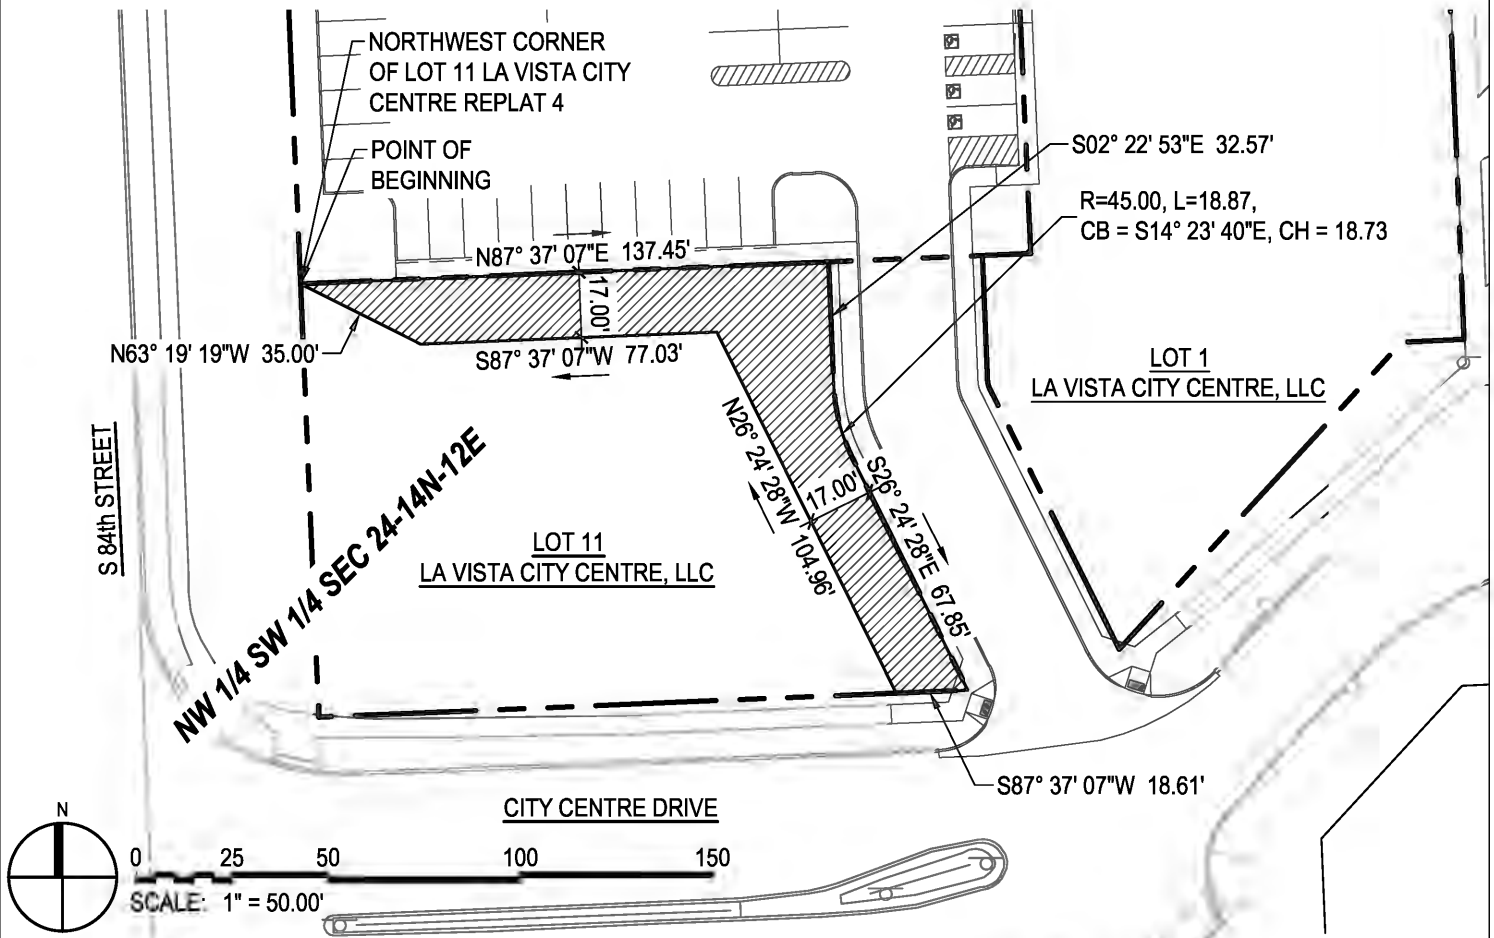 NORTHWEST CORNER
OF LOT 11 LA VISTA CITY
CENTRE REPLAT 4
POINT OF
BEGINNING
S02° 22' 53"E 32.57'
R=45.00, L=18.87,
CB = S14° 23' 40"E, CH = 18.73
N87° 37' 07"E 137.45'
17.00'
N63° 19' 19"W 35.00'
S87° 37' 07"W 77.03'
LOT 1
LA VISTA CITY CENTRE, LLC
N26° 24' 28"W 104.96'
17.00'
S26° 24' 28"E 67.85'
S 84th STREET
NW 1/4 SW 1/4 SEC 24-14N-12E
LOT 11
LA VISTA CITY CENTRE, LLC
S87° 37' 07"W 18.61'
CITY CENTRE DRIVE
N
0 25 50 100 150
SCALE: 1" = 50.00'